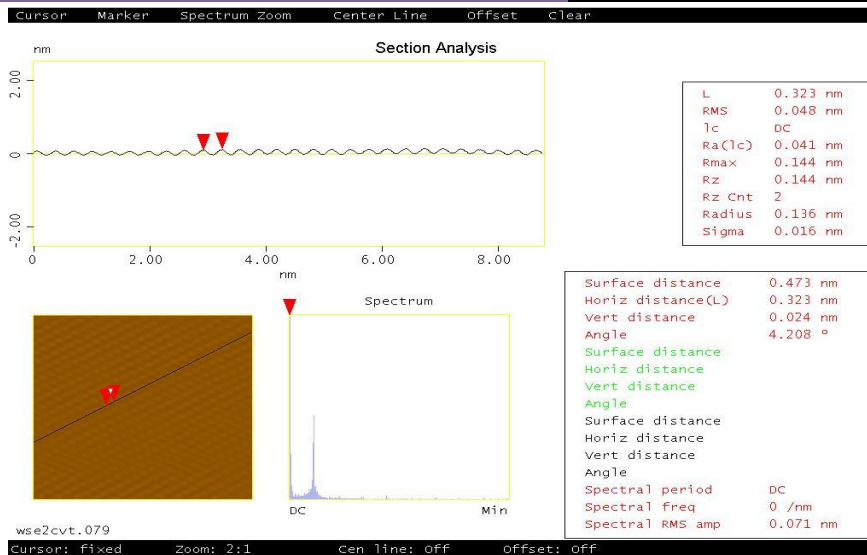 Cursor Marker Spectrum Zoom Center Line Offset Clear
nm Section Analysis
2.00
0
-2.00
0 2.00 4.00 6.00 8.00
nm
L 0.323 nm
RMS 0.048 nm
lc DC
Ra(lc) 0.041 nm
Rmax 0.144 nm
Rz 0.144 nm
Rz Cnt 2
Radius 0.136 nm
Sigma 0.016 nm
Spectrum
DC Min
Surface distance 0.473 nm
Horiz distance(L) 0.323 nm
Vert distance 0.024 nm
Angle 4.208 °
Surface distance
Horiz distance
Vert distance
Angle
Surface distance
Horiz distance
Vert distance
Angle
Spectral period DC
Spectral freq 0 /nm
Spectral RMS amp 0.071 nm
wse2cvt.079
Cursor: fixed Zoom: 2:1 Cen line: Off Offset: Off